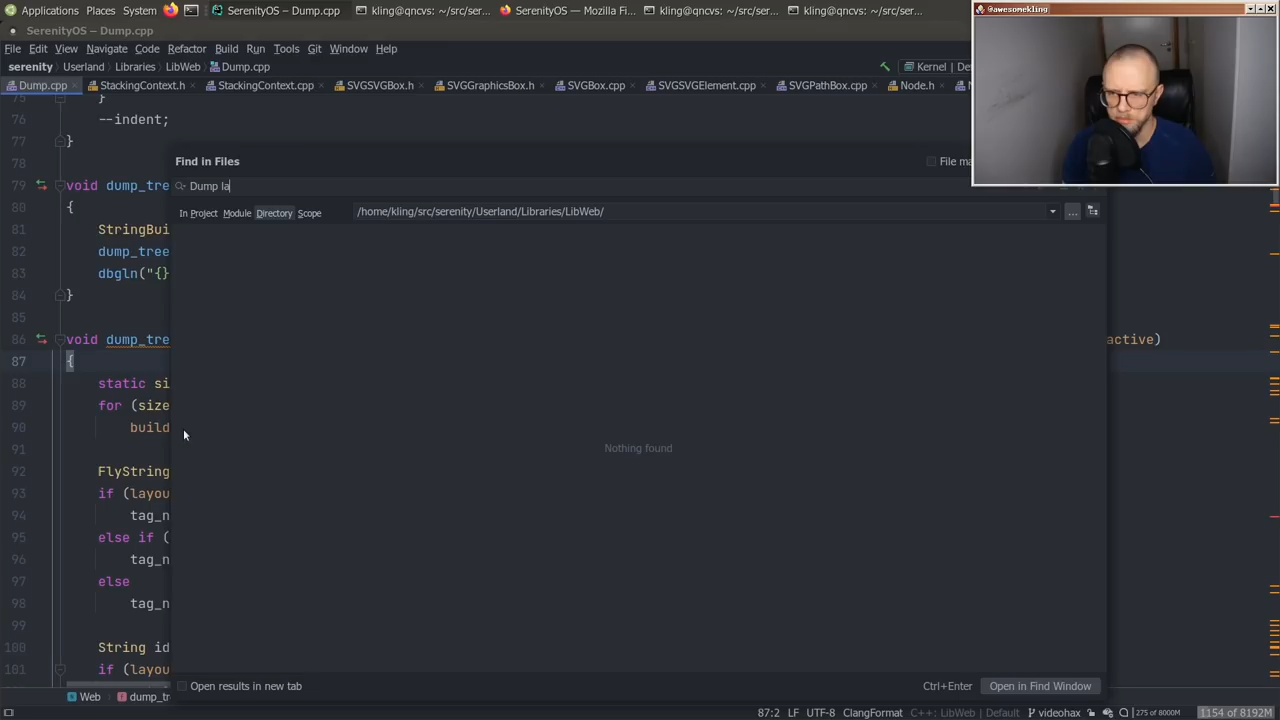 Applications Places System SerenityOS – Dump.cpp kling@qncvs: ~/src/ser... SerenityOS — Mozilla Fi... kling@qncvs: ~/src/ser... kling@qncvs: ~/src/ser...
@awesomekling
SerenityOS – Dump.cpp
File Edit View Navigate Code Refactor Build Run Tools Git Window Help
serenity Userland Libraries LibWeb Dump.cpp Kernel
Dump.cpp StackingContext.h StackingContext.cpp SVGSVGBox.h SVGGraphicsBox.h SVGBox.cpp SVGSVGElement.cpp SVGPathBox.cpp Node.h
75 }
76 --indent;
77 }
78
79 void dump_tre
80 {
81 StringBui
82 dump_tree
83 dbgln("{}
84 }
85
86 void dump_tre active)
87 {
88 static si
89 for (size
90 build
91
92 FlyString
93 if (layou
94 tag_n
95 else if (
96 tag_n
97 else
98 tag_n
99
100 String id
101 if (layou
Find in Files File ma
Dump la
In Project Module Directory Scope /home/kling/src/serenity/Userland/Libraries/LibWeb/ ...
Nothing found
Open results in new tab Ctrl+Enter Open in Find Window
Web dump_tr
87:2 LF UTF-8 ClangFormat C++: LibWeb | Default videohax 275 of 8000M 1154 of 8192M